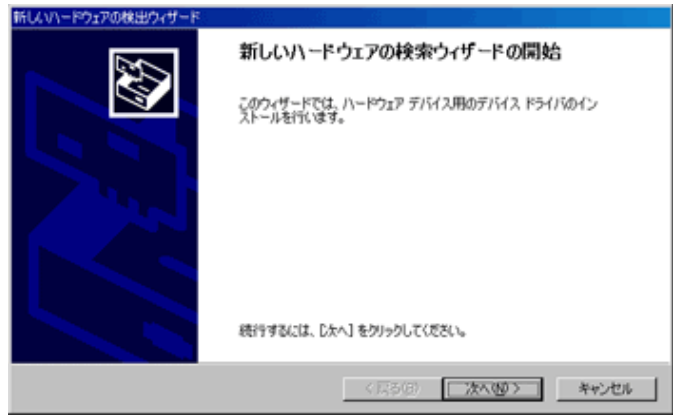 新しいハードウェアの検出ウィザード
新しいハードウェアの検索ウィザードの開始
このウィザードでは、ハードウェア デバイス用のデバイス ドライバのイン
ストールを行います。
続行するには、[次へ] をクリックしてください。
< 戻る(B)
次へ(N) >
キャンセル